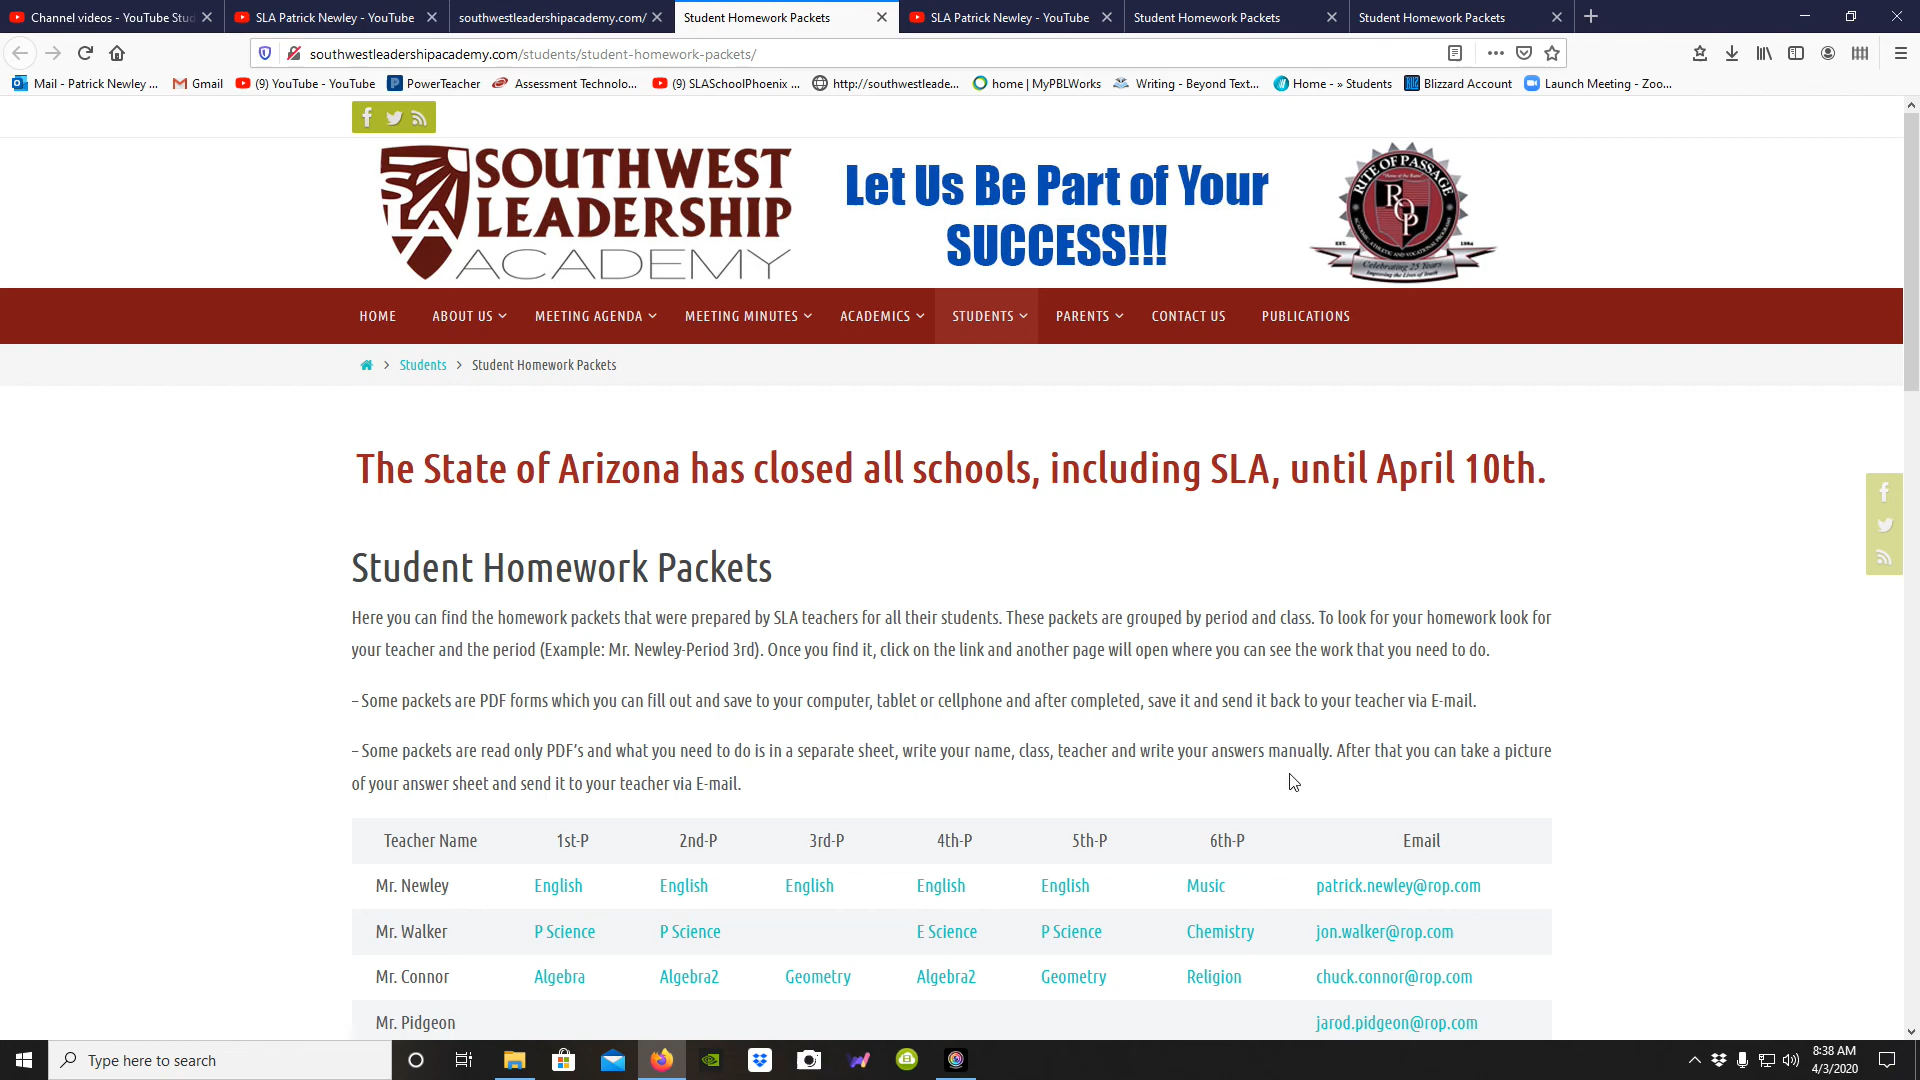 Channel videos - YouTube Stud
SLA Patrick Newley - YouTube
southwestleadershipacademy.com/
Student Homework Packets
SLA Patrick Newley - YouTube
Student Homework Packets
Student Homework Packets
southwestleadershipacademy.com/students/student-homework-packets/
Mail - Patrick Newley ...
Gmail
(9) YouTube - YouTube
PowerTeacher
Assessment Technolo...
(9) SLASchoolPhoenix ...
http://southwestleade...
home | MyPBLWorks
Writing - Beyond Text...
Home - » Students
Blizzard Account
Launch Meeting - Zoo...
SOUTHWEST
LEADERSHIP
ACADEMY
SLA
Let Us Be Part of Your
SUCCESS!!!
RITE OF PASSAGE
ROP
EST. 1984
Celebrating 25 Years
Improving the Lives of Youth
HOME ABOUT US MEETING AGENDA MEETING MINUTES ACADEMICS STUDENTS PARENTS CONTACT US PUBLICATIONS
Students > Student Homework Packets
The State of Arizona has closed all schools, including SLA, until April 10th.
Student Homework Packets
Here you can find the homework packets that were prepared by SLA teachers for all their students. These packets are grouped by period and class. To look for your homework look for
your teacher and the period (Example: Mr. Newley-Period 3rd). Once you find it, click on the link and another page will open where you can see the work that you need to do.
– Some packets are PDF forms which you can fill out and save to your computer, tablet or cellphone and after completed, save it and send it back to your teacher via E-mail.
– Some packets are read only PDF's and what you need to do is in a separate sheet, write your name, class, teacher and write your answers manually. After that you can take a picture
of your answer sheet and send it to your teacher via E-mail.
Teacher Name 1st-P 2nd-P 3rd-P 4th-P 5th-P 6th-P Email
Mr. Newley English English English English English Music patrick.newley@rop.com
Mr. Walker P Science P Science E Science P Science Chemistry jon.walker@rop.com
Mr. Connor Algebra Algebra2 Geometry Algebra2 Geometry Religion chuck.connor@rop.com
Mr. Pidgeon jarod.pidgeon@rop.com
Type here to search
8:38 AM
4/3/2020